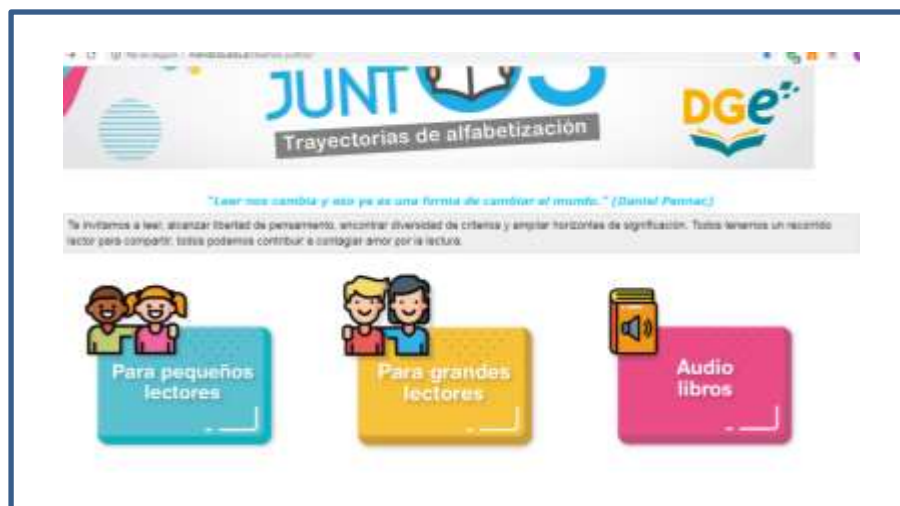 JUNTOS
Trayectorias de alfabetización
DGe
"Leer nos cambia y eso ya es una forma de cambiar el mundo." (Daniel Pennac)
Te invitamos a leer, alcanzar libertad de pensamiento, encontrar diversidad de criterios y ampliar horizontes de significación. Todos tenemos un recorrido
lector para compartir, todos podemos contribuir a contagiar amor por la lectura.
Para pequeños
lectores
Para grandes
lectores
Audio
libros